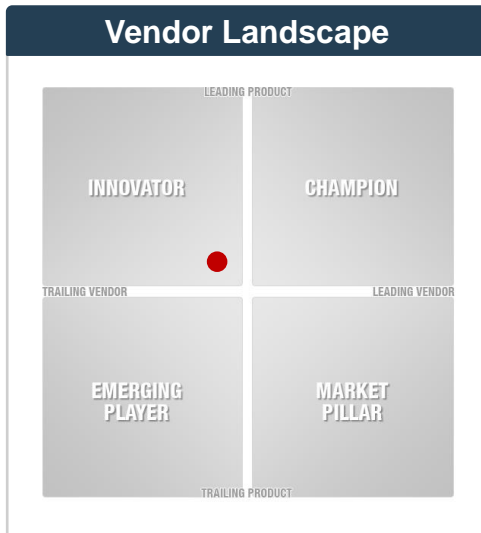 Vendor Landscape
LEADING PRODUCT
INNOVATOR
CHAMPION
TRAILING VENDOR
LEADING VENDOR
EMERGING
PLAYER
MARKET
PILLAR
TRAILING PRODUCT